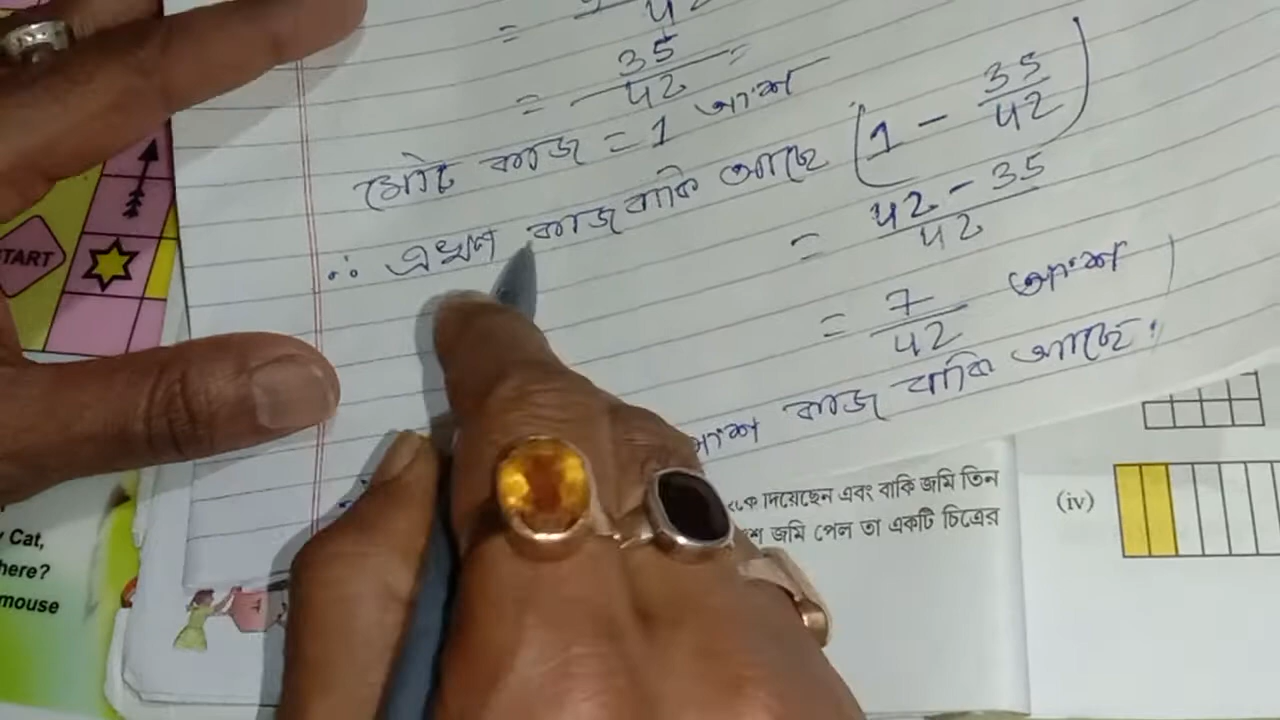 = 42
= 35/42 =
মোট কাজ = 1 অংশ
∴ এখন কাজ বাকি আছে (1 - 35/42)
= 42 - 35/42
= 7/42 অংশ
অংশ কাজ বাকি আছে।
START
Cat,
here?
mouse
কে দিয়েছেন এবং বাকি জমি তিন
জমি পেল তা একটি চিত্রের
(iv)